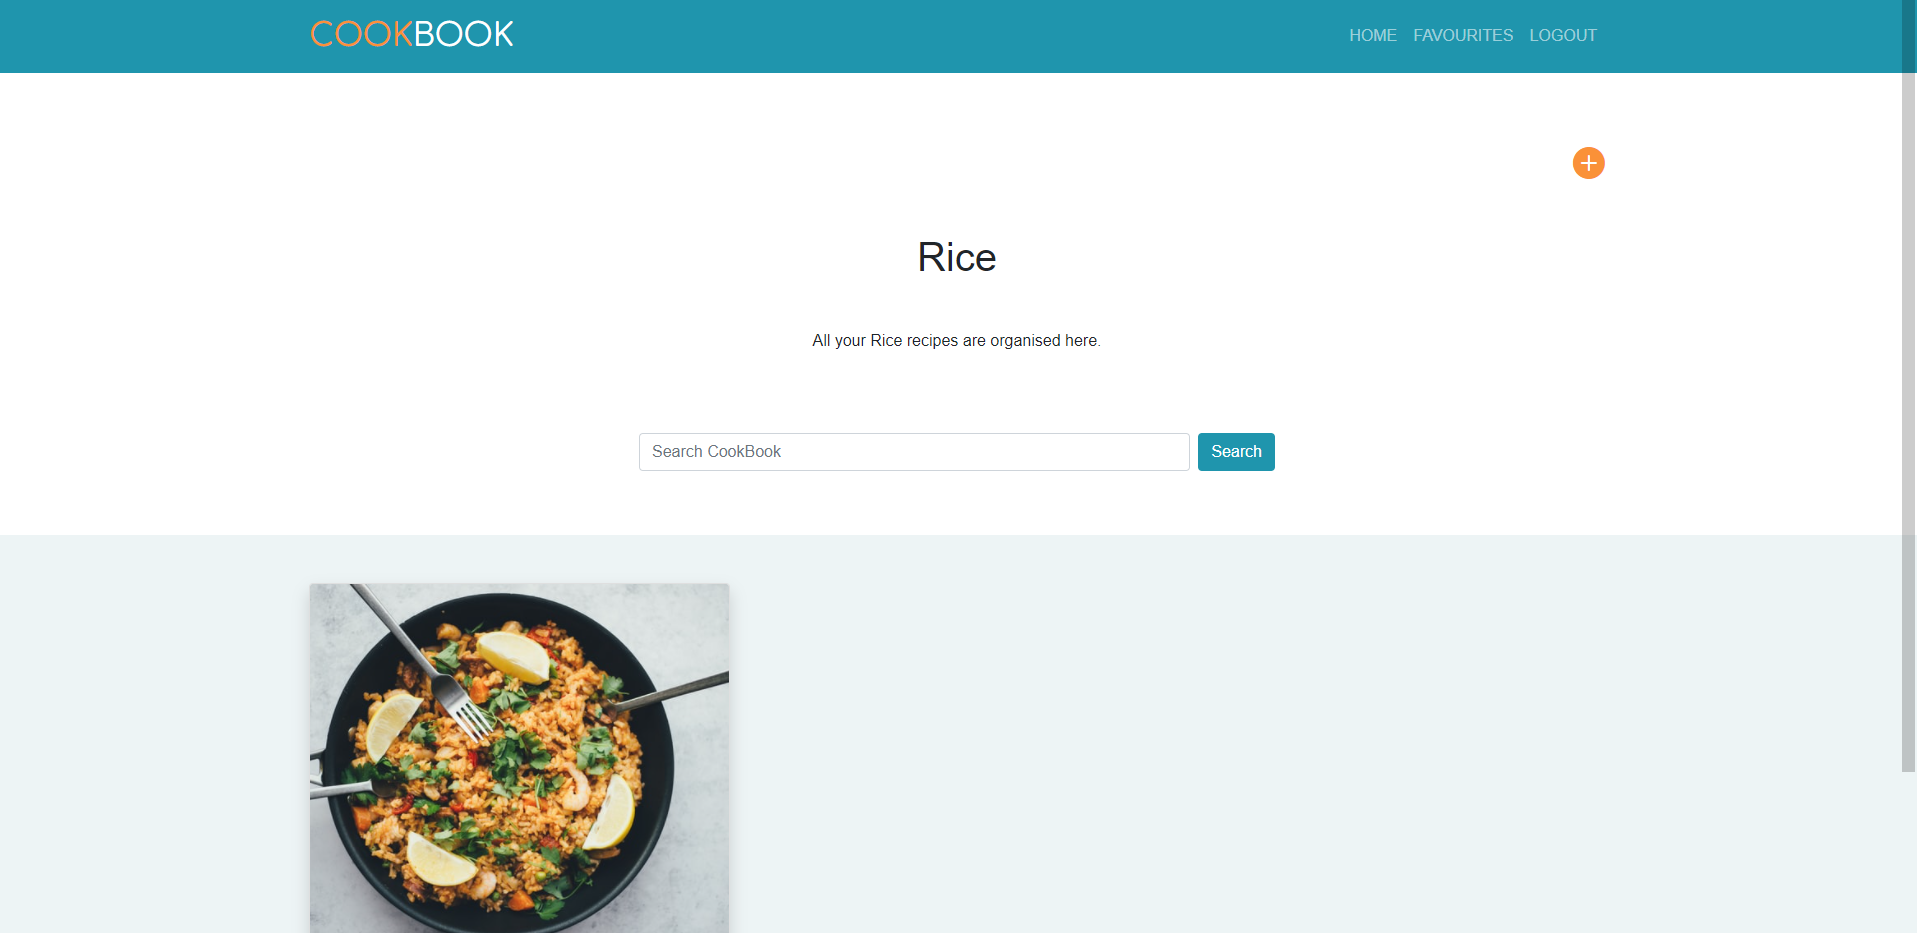 COOKBOOK
HOME FAVOURITES LOGOUT
Rice
All your Rice recipes are organised here.
Search CookBook
Search